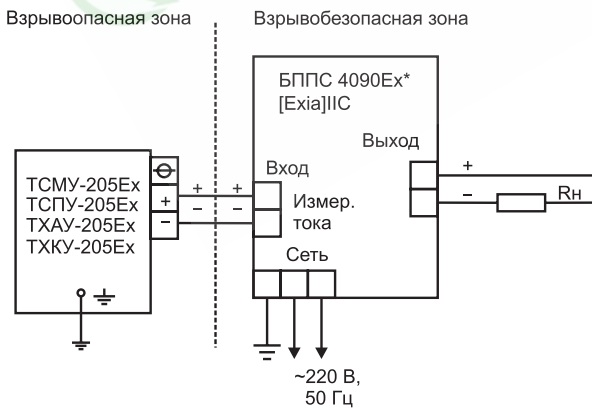 Взрывоопасная зона
Взрывобезопасная зона
БППС 4090Ex*
[Exia]IIC
Выход
Вход
+
ТСМУ-205Ex
ТСПУ-205Ex
ТХАУ-205Ex
ТХКУ-205Ex
+
–
+ +
– –
Измер.
тока
– Rн
Сеть
~220 В,
50 Гц